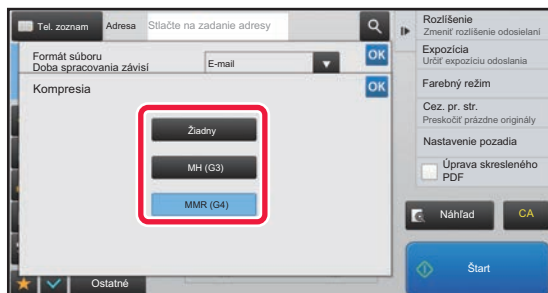 Tel. zoznam
Adresa
Stlačte na zadanie adresy
Formát súboru
Doba spracovania závisí
E-mail
OK
Kompresia
OK
Žiadny
MH (G3)
MMR (G4)
Ostatné
Rozlíšenie
Zmeniť rozlíšenie odosielaní
Expozícia
Určiť expozíciu odoslania
Farebný režim
Cez. pr. str.
Preskočiť prázdne originály
Nastavenie pozadia
Úprava skresleného
PDF
Náhľad
CA
Štart